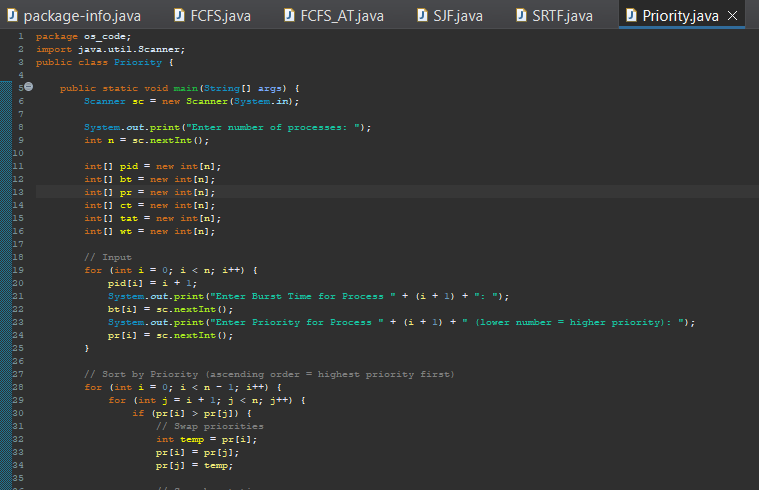 package-info.java FCFS.java FCFS_AT.java SJF.java SRTF.java Priority.java
1 package os_code;
2 import java.util.Scanner;
3 public class Priority {
4
5 public static void main(String[] args) {
6 Scanner sc = new Scanner(System.in);
7
8 System.out.print("Enter number of processes: ");
9 int n = sc.nextInt();
10
11 int[] pid = new int[n];
12 int[] bt = new int[n];
13 int[] pr = new int[n];
14 int[] ct = new int[n];
15 int[] tat = new int[n];
16 int[] wt = new int[n];
17
18 // Input
19 for (int i = 0; i < n; i++) {
20 pid[i] = i + 1;
21 System.out.print("Enter Burst Time for Process " + (i + 1) + ": ");
22 bt[i] = sc.nextInt();
23 System.out.print("Enter Priority for Process " + (i + 1) + " (lower number = higher priority): ");
24 pr[i] = sc.nextInt();
25 }
26
27 // Sort by Priority (ascending order = highest priority first)
28 for (int i = 0; i < n - 1; i++) {
29 for (int j = i + 1; j < n; j++) {
30 if (pr[i] > pr[j]) {
31 // Swap priorities
32 int temp = pr[i];
33 pr[i] = pr[j];
34 pr[j] = temp;
35